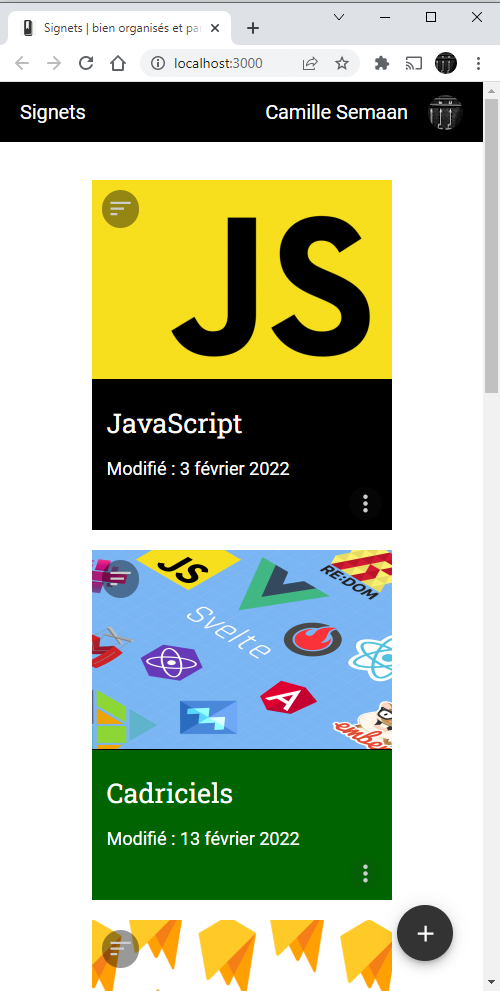 Signets | bien organisés et pa
localhost:3000
Signets
Camille Semaan
JS
JavaScript
Modifié : 3 février 2022
JS
RE:DOM
Svelte
A
ember
Cadriciels
Modifié : 13 février 2022